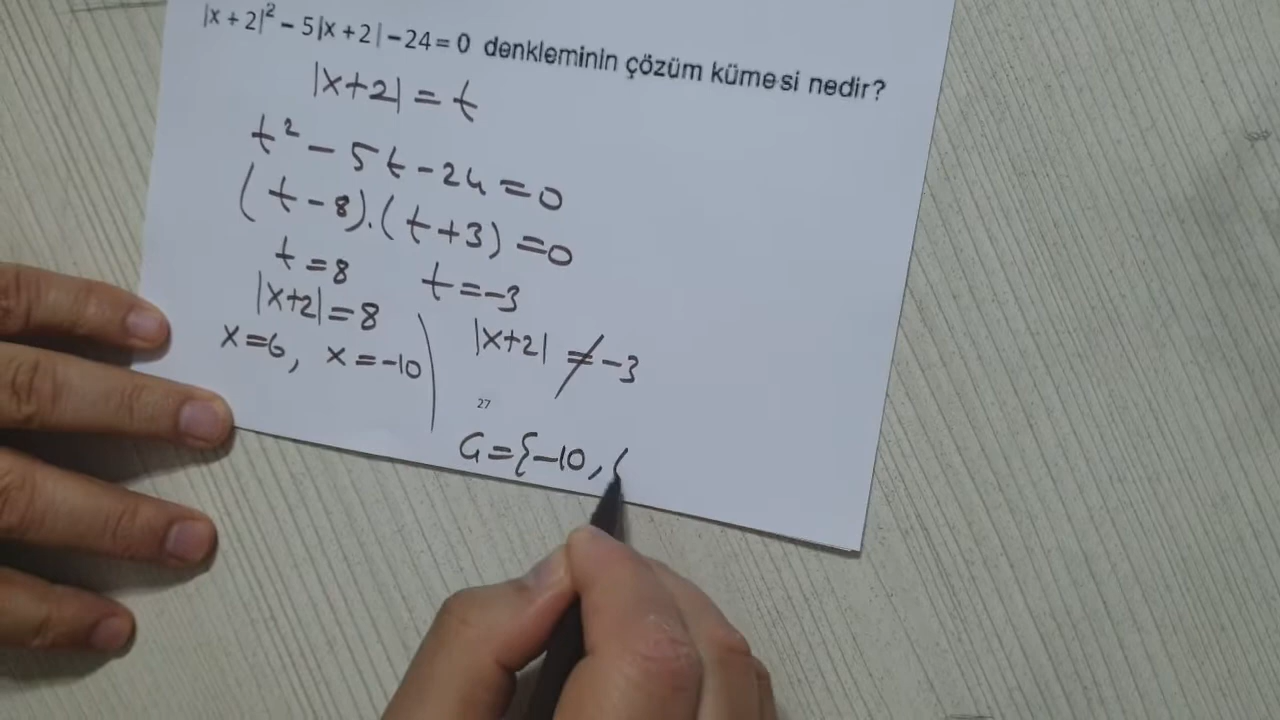 |x + 2|² − 5|x + 2| − 24 = 0 denkleminin çözüm kümesi nedir?
|x+2| = t
t² − 5t − 24 = 0
(t − 8).(t + 3) = 0
t = 8 t = −3
|x+2| = 8 |x+2| ≠ −3
x = 6, x = −10
27
Ç = {−10,